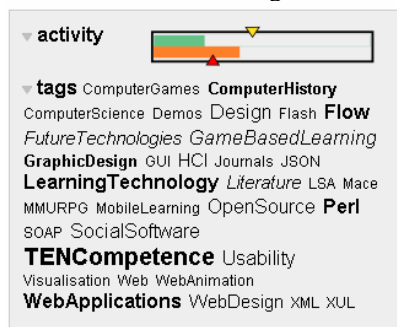 activity
tags ComputerGames ComputerHistory
ComputerScience Demos Design Flash Flow
FutureTechnologies GameBasedLearning
GraphicDesign GUI HCI Journals JSON
LearningTechnology Literature LSA Mace
MMURPG MobileLearning OpenSource Perl
SOAP SocialSoftware
TENCompetence Usability
Visualisation Web WebAnimation
WebApplications WebDesign XML XUL